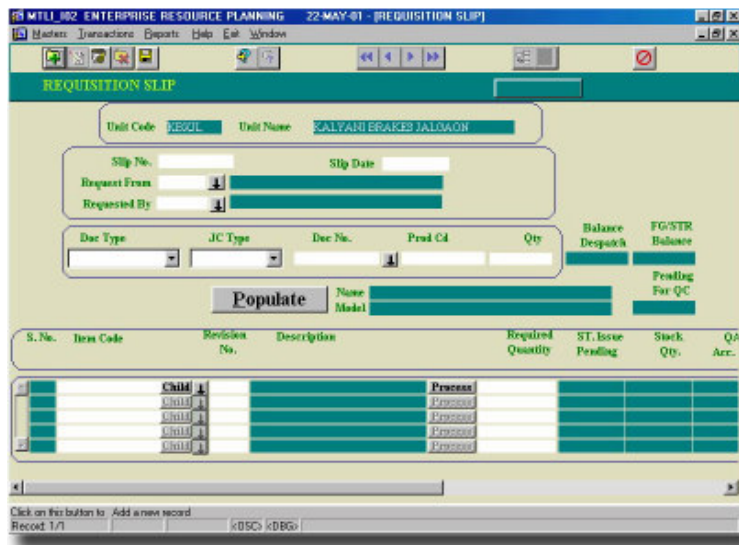 MTLI_I02 ENTERPRISE RESOURCE PLANNING 22-MAY-01 - [REQUISITION SLIP]
Masters Transactions Reports Help Exit Window
REQUISITION SLIP
Unit Code Unit Name KALYANI BRAKES JALGAON
Slip No. Slip Date
Request From
Requested By
Doc Type JC Type Doc No. Prod Cd Qty Balance Despatch FG/STR Balance
Pending For QC
Populate Name
Model
S. No. Item Code Revision No. Description Required Quantity ST. Issue Pending Stock Qty. QA Acc.
Child Process
Child Process
Child Process
Child Process
Child Process
Click on this button to Add a new record
Record: 1/1 <OSC> <DBG>